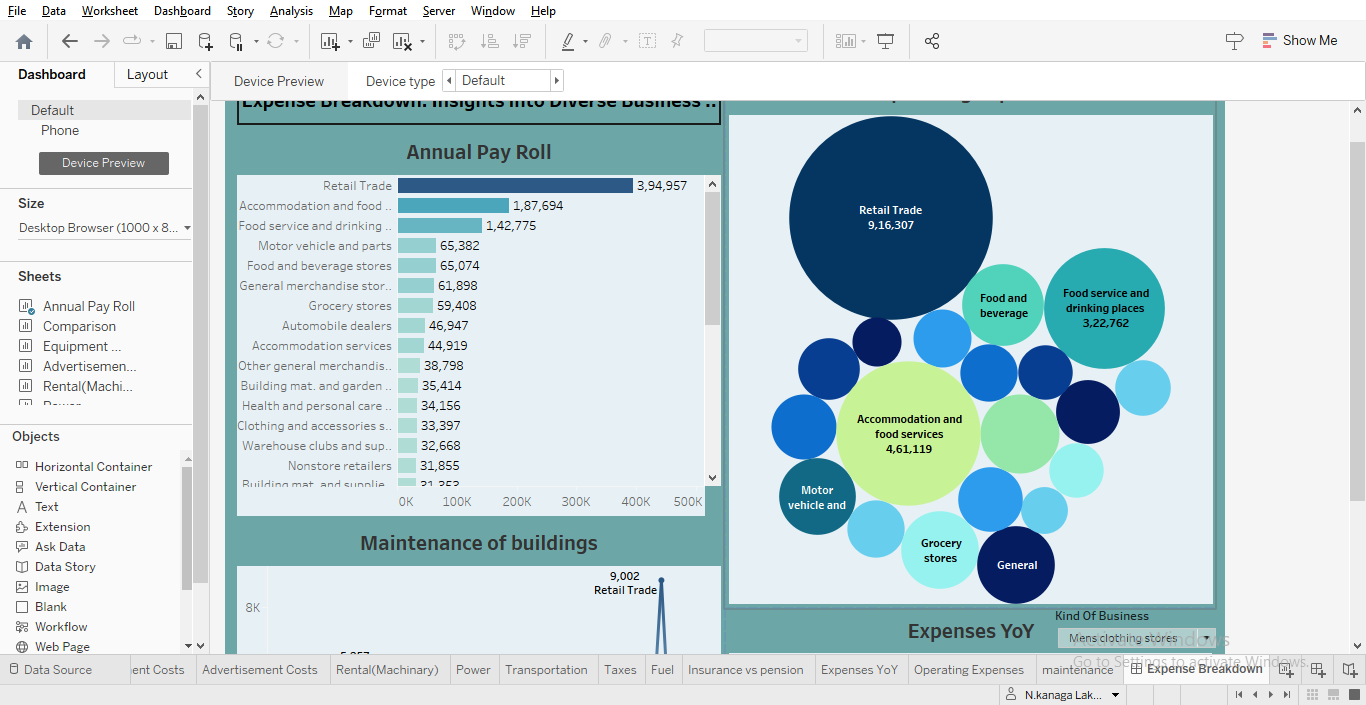 File Data Worksheet Dashboard Story Analysis Map Format Server Window Help
Show Me
Dashboard Layout
Device Preview Device type Default
Default
Phone
Device Preview
Size
Desktop Browser (1000 x 8...
Sheets
Annual Pay Roll
Comparison
Equipment ...
Advertisemen...
Rental(Machi...
Power
Objects
Horizontal Container
Vertical Container
Text
Extension
Ask Data
Data Story
Image
Blank
Workflow
Web Page
Expense Breakdown: Insights into Diverse Business ..
Annual Pay Roll
Retail Trade 3,94,957
Accommodation and food .. 1,87,694
Food service and drinking .. 1,42,775
Motor vehicle and parts 65,382
Food and beverage stores 65,074
General merchandise stor.. 61,898
Grocery stores 59,408
Automobile dealers 46,947
Accommodation services 44,919
Other general merchandis.. 38,798
Building mat. and garden .. 35,414
Health and personal care .. 34,156
Clothing and accessories s.. 33,397
Warehouse clubs and sup.. 32,668
Nonstore retailers 31,855
Building mat. and supplie.. 31,353
0K 100K 200K 300K 400K 500K
Maintenance of buildings
9,002
Retail Trade
8K
Retail Trade
9,16,307
Food and
beverage
Food service and
drinking places
3,22,762
Accommodation and
food services
4,61,119
Motor
vehicle and
Grocery
stores
General
Expenses YoY
Kind Of Business
Mens clothing stores
Activate Windows
Go to Settings to activate Windows.
Data Source ent Costs Advertisement Costs Rental(Machinary) Power Transportation Taxes Fuel Insurance vs pension Expenses YoY Operating Expenses maintenance Expense Breakdown
N.kanaga Lak...